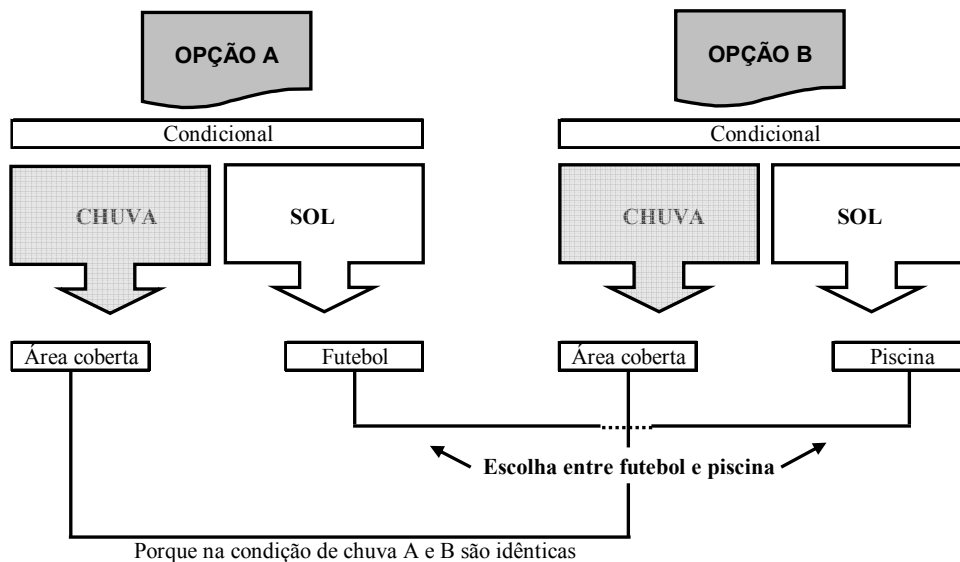 OPÇÃO A
OPÇÃO B
Condicional
Condicional
CHUVA
SOL
CHUVA
SOL
Área coberta
Futebol
Área coberta
Piscina
Escolha entre futebol e piscina
Porque na condição de chuva A e B são idênticas